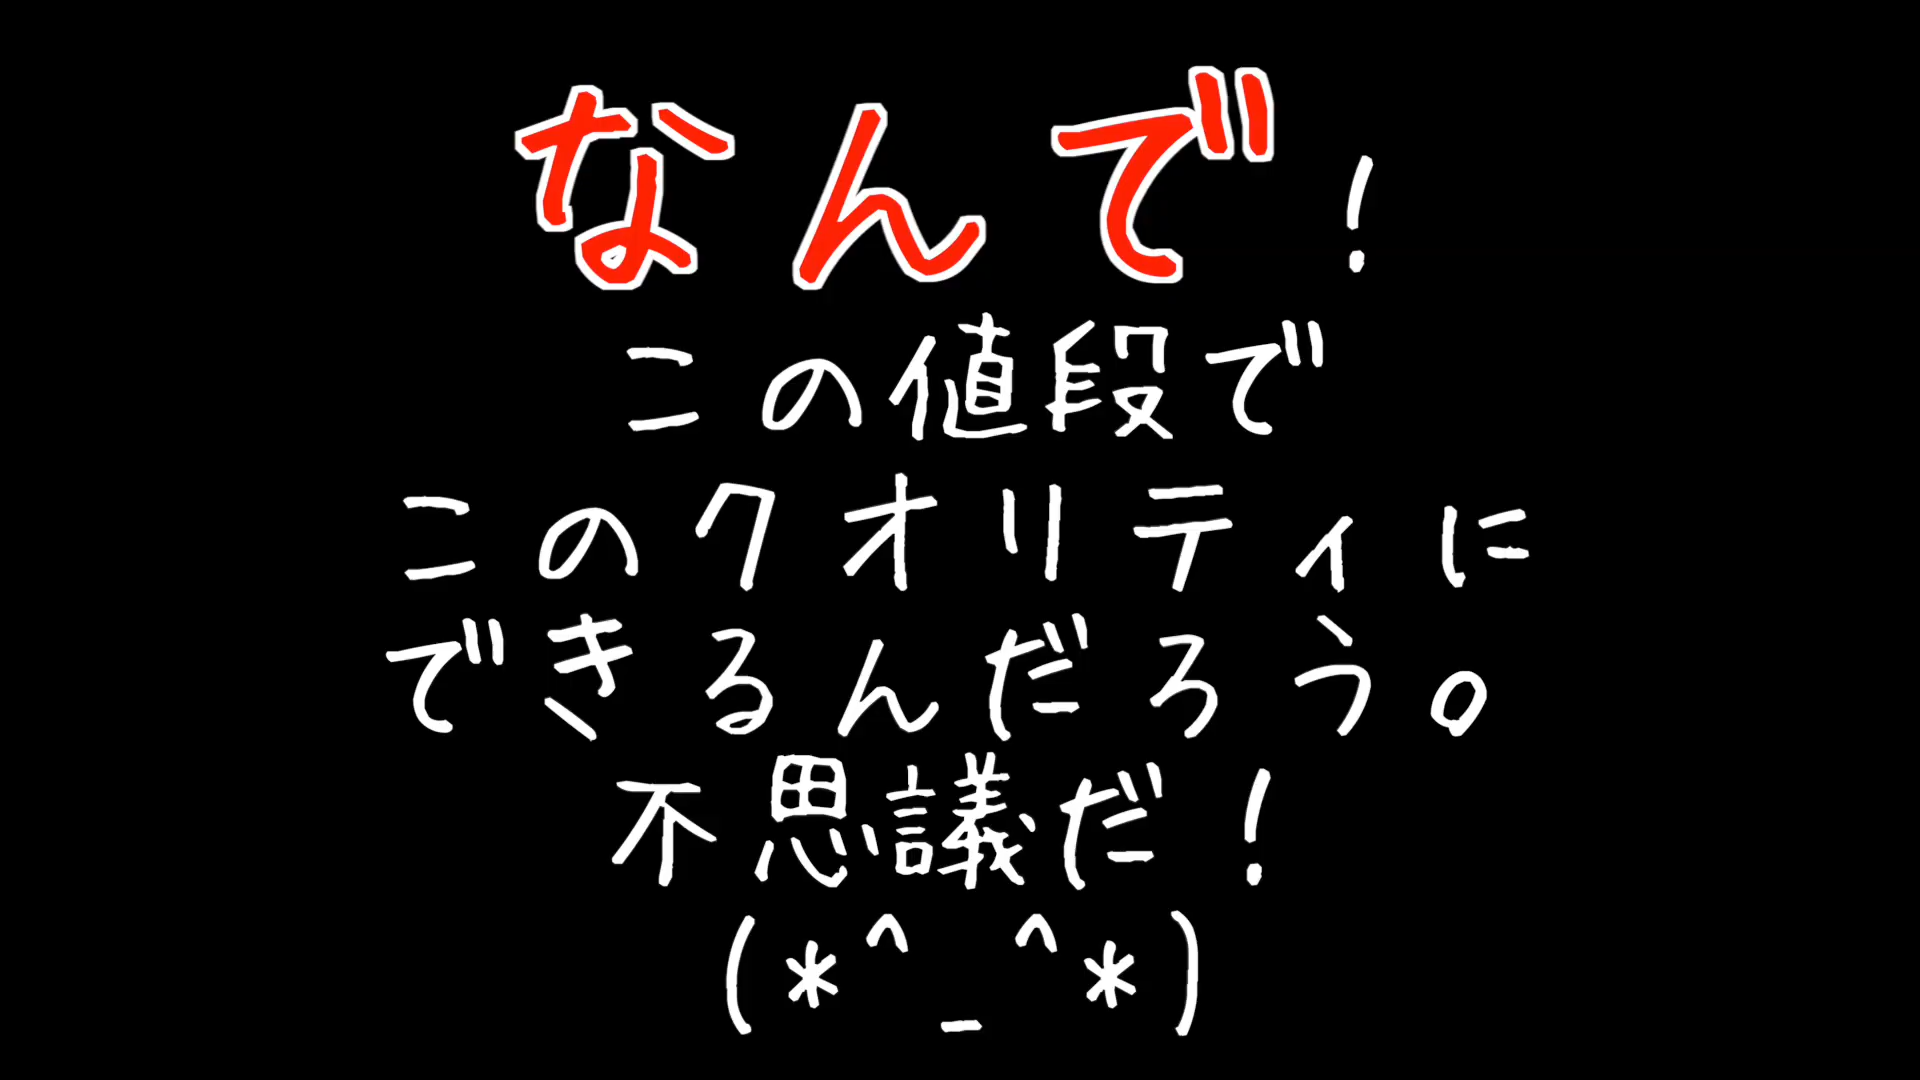 なんで！
この値段で
このクオリティに
できるんだろう。
不思議だ！
(*^_^*)